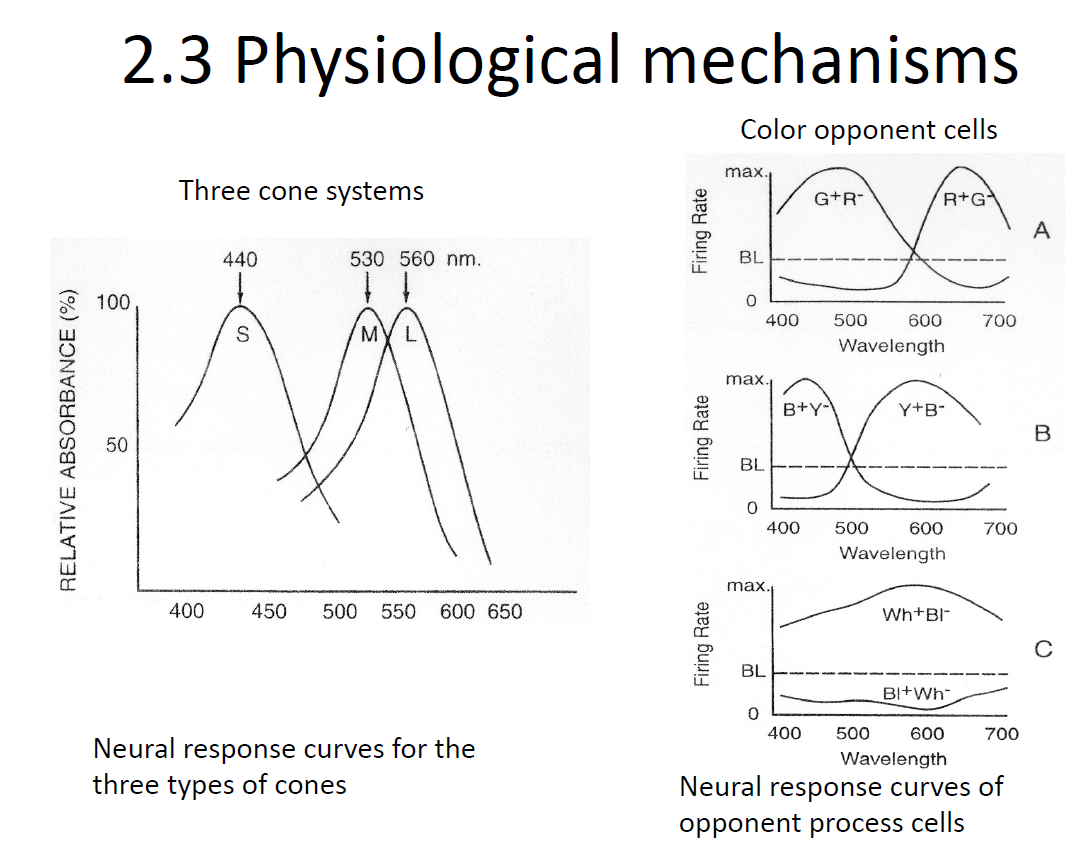 2.3 Physiological mechanisms
Three cone systems
440 530 560 nm.
RELATIVE ABSORBANCE (%)
100
50
S M L
400 450 500 550 600 650
Neural response curves for the
three types of cones
Color opponent cells
max.
BL
0
Firing Rate
G+R-
R+G-
A
400 500 600 700
Wavelength
max.
BL
0
Firing Rate
B+Y-
Y+B-
B
400 500 600 700
Wavelength
max.
BL
0
Firing Rate
Wh+Bl-
Bl+Wh-
C
400 500 600 700
Wavelength
Neural response curves of
opponent process cells